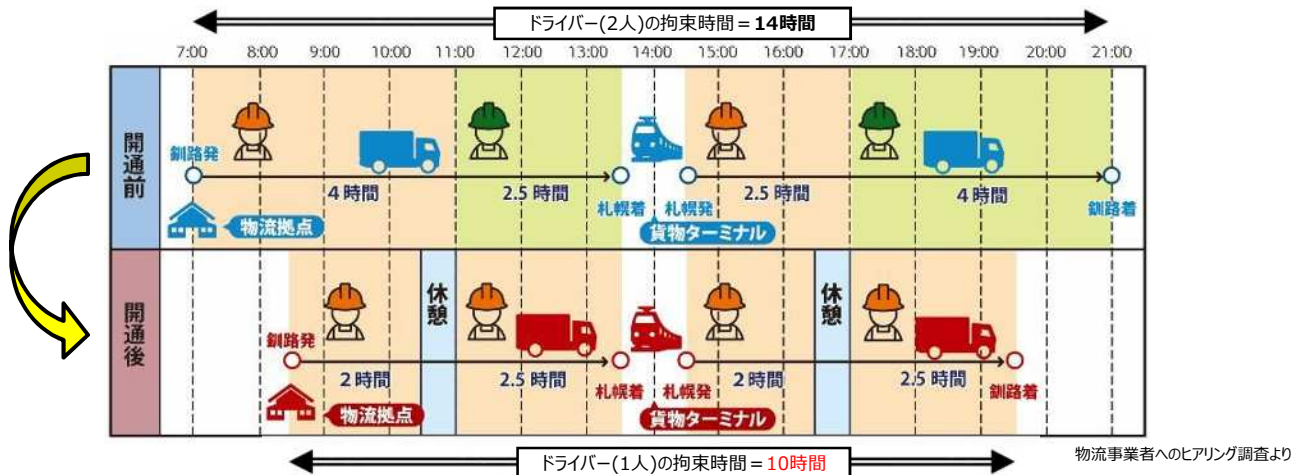 ドライバー(2人)の拘束時間＝14時間
7:00 8:00 9:00 10:00 11:00 12:00 13:00 14:00 15:00 16:00 17:00 18:00 19:00 20:00 21:00
開通前
釧路発
4時間
2.5時間
札幌着
札幌発
2.5時間
4時間
釧路着
物流拠点
貨物ターミナル
開通後
休憩
休憩
釧路発
2時間
2.5時間
札幌着
札幌発
2時間
2.5時間
釧路着
物流拠点
貨物ターミナル
ドライバー(1人)の拘束時間＝10時間
物流事業者へのヒアリング調査より